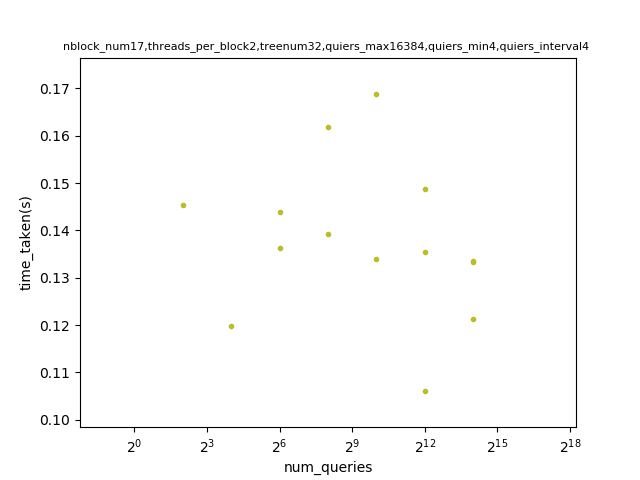 nblock_num17,threads_per_block2,treenum32,quiers_max16384,quiers_min4,quiers_interval4
0.17
0.16
0.15
0.14
0.13
0.12
0.11
0.10
time_taken(s)
2^0 2^3 2^6 2^9 2^12 2^15 2^18
num_queries